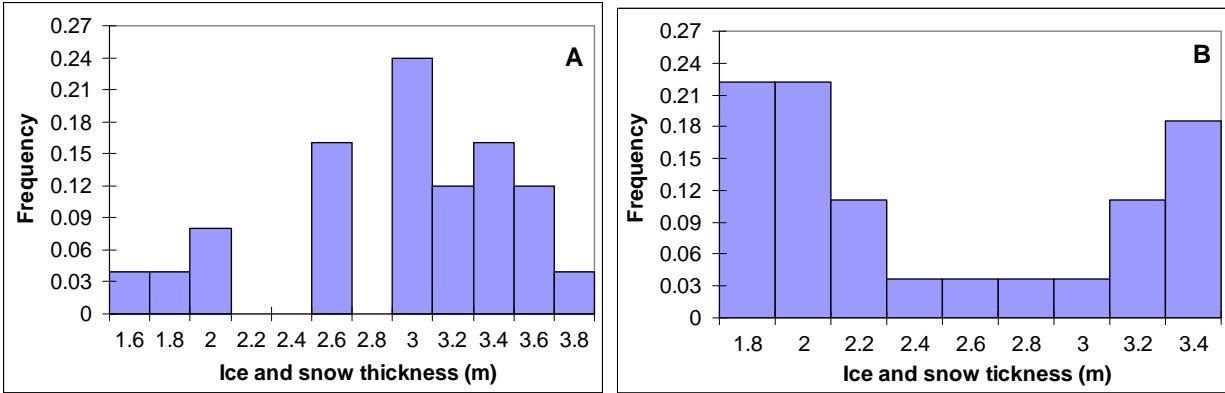 A
Frequency
0.27
0.24
0.21
0.18
0.15
0.12
0.09
0.06
0.03
0
1.6 1.8 2 2.2 2.4 2.6 2.8 3 3.2 3.4 3.6 3.8
Ice and snow thickness (m)
B
Frequency
0.27
0.24
0.21
0.18
0.15
0.12
0.09
0.06
0.03
0
1.8 2 2.2 2.4 2.6 2.8 3 3.2 3.4
Ice and snow tickness (m)